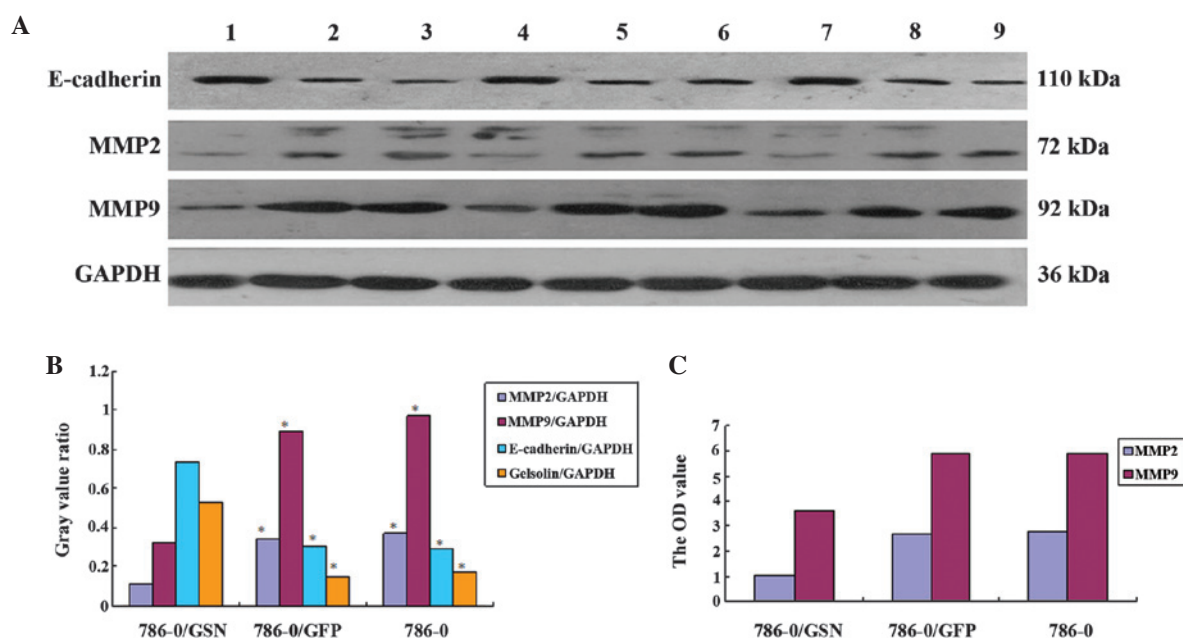 A
1 2 3 4 5 6 7 8 9
E-cadherin 110 kDa
MMP2 72 kDa
MMP9 92 kDa
GAPDH 36 kDa
B
Gray value ratio
1.2
1
0.8
0.6
0.4
0.2
0
* * * * * * * *
786-0/GSN 786-0/GFP 786-0
MMP2/GAPDH
MMP9/GAPDH
E-cadherin/GAPDH
Gelsolin/GAPDH
C
The OD value
7
6
5
4
3
2
1
0
786-0/GSN 786-0/GFP 786-0
MMP2
MMP9